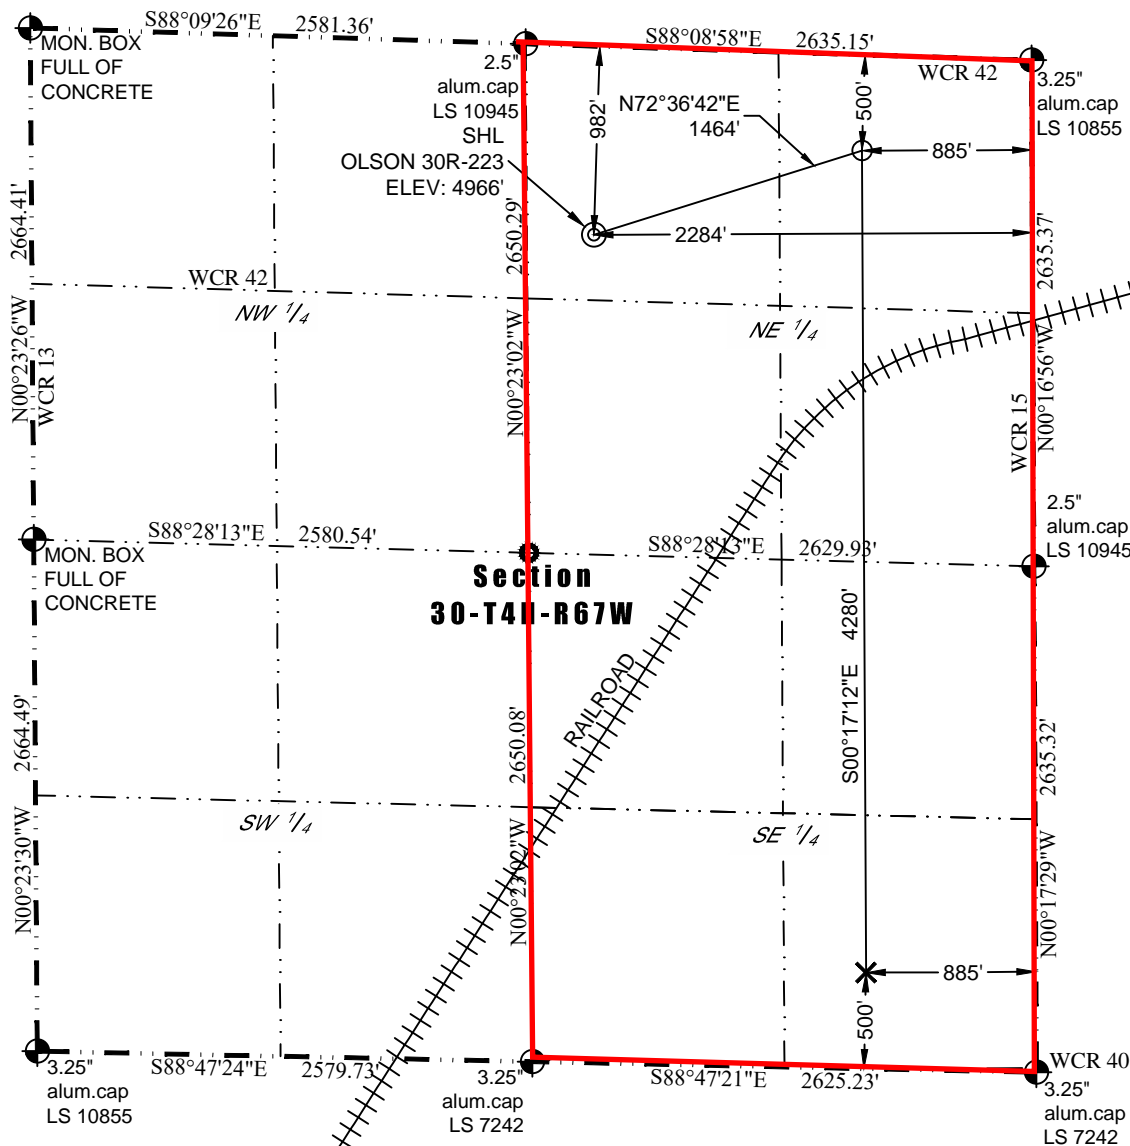 S88°09'26"E 2581.36'
S88°08'58"E 2635.15'
MON. BOX
FULL OF
CONCRETE
2.5"
alum.cap
LS 10945
SHL
OLSON 30R-223
ELEV: 4966'
982'
N72°36'42"E
1464'
500'
WCR 42
3.25"
alum.cap
LS 10855
885'
2284'
2664.41'
2650.29'
2635.37'
WCR 42
NW 1/4
NE 1/4
N00°23'26"W
WCR 13
N00°23'02"W
WCR 15
N00°16'56"W
S88°28'13"E 2580.54'
S88°28'13"E 2629.93'
2.5"
alum.cap
LS 10945
MON. BOX
FULL OF
CONCRETE
Section
30-T4N-R67W
S00°17'12"E 4280'
RAILROAD
2664.49'
2650.08'
2635.32'
SW 1/4
SE 1/4
N00°23'30"W
N00°23'02"W
N00°17'29"W
885'
500'
S88°47'24"E 2579.73'
S88°47'21"E 2625.23'
WCR 40
3.25"
alum.cap
LS 10855
3.25"
alum.cap
LS 7242
3.25"
alum.cap
LS 7242